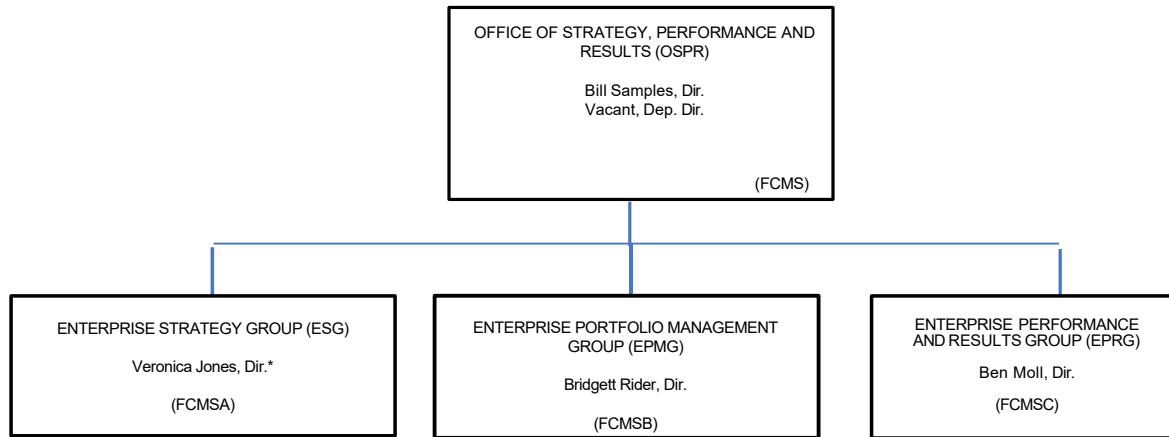 OFFICE OF STRATEGY, PERFORMANCE AND
RESULTS (OSPR)
Bill Samples, Dir.
Vacant, Dep. Dir.
(FCMS)
ENTERPRISE STRATEGY GROUP (ESG)
Veronica Jones, Dir.*
(FCMSA)
ENTERPRISE PORTFOLIO MANAGEMENT
GROUP (EPMG)
Bridgett Rider, Dir.
(FCMSB)
ENTERPRISE PERFORMANCE
AND RESULTS GROUP (EPRG)
Ben Moll, Dir.
(FCMSC)